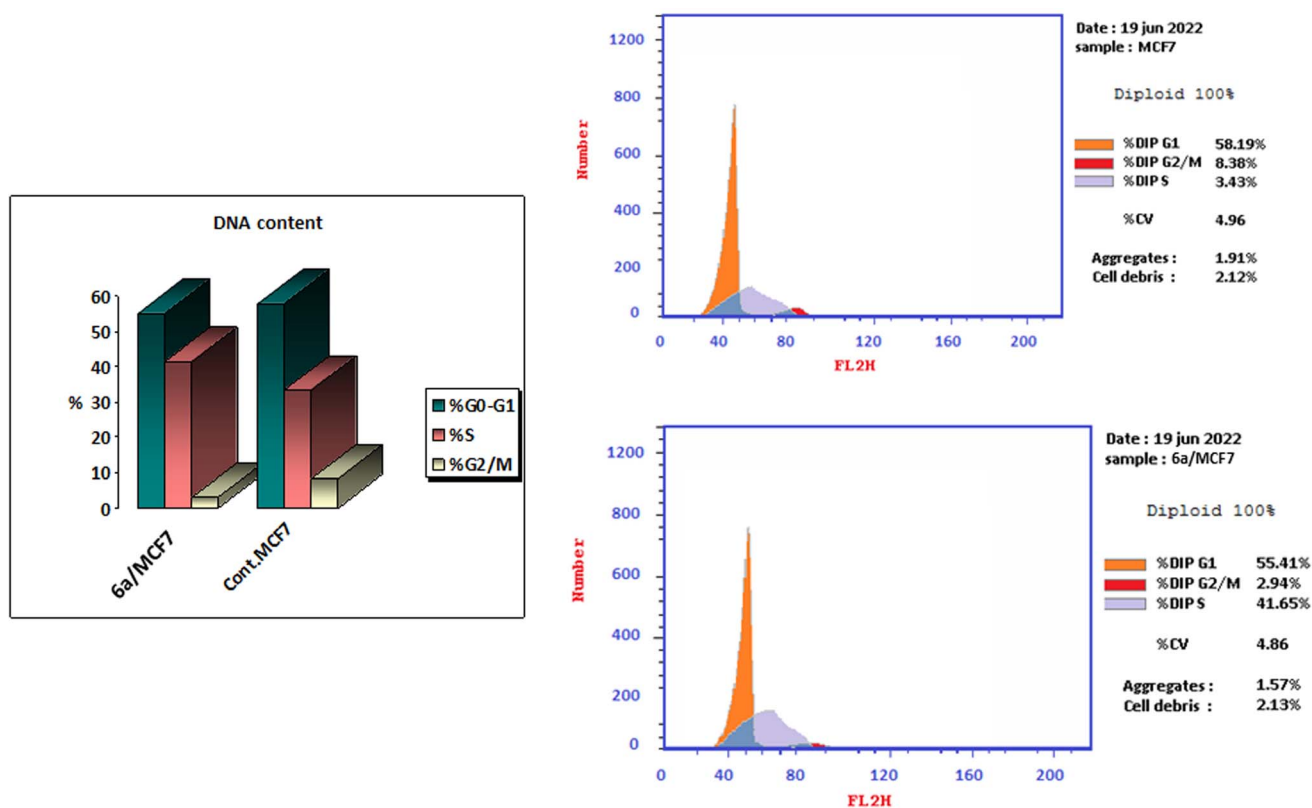 DNA content
60
50
40
30
20
10
0
%
6a/MCF7
Cont.MCF7
%G0-G1
%S
%G2/M
1200
800
600
400
200
0
Number
0 40 80 120 160 200
FL2H
Date : 19 jun 2022
sample : MCF7
Diploid 100%
%DIP G1 58.19%
%DIP G2/M 8.38%
%DIP S 3.43%
%CV 4.96
Aggregates : 1.91%
Cell debris : 2.12%
1200
800
600
400
200
0
Number
0 40 80 120 160 200
FL2H
Date : 19 jun 2022
sample : 6a/MCF7
Diploid 100%
%DIP G1 55.41%
%DIP G2/M 2.94%
%DIP S 41.65%
%CV 4.86
Aggregates : 1.57%
Cell debris : 2.13%